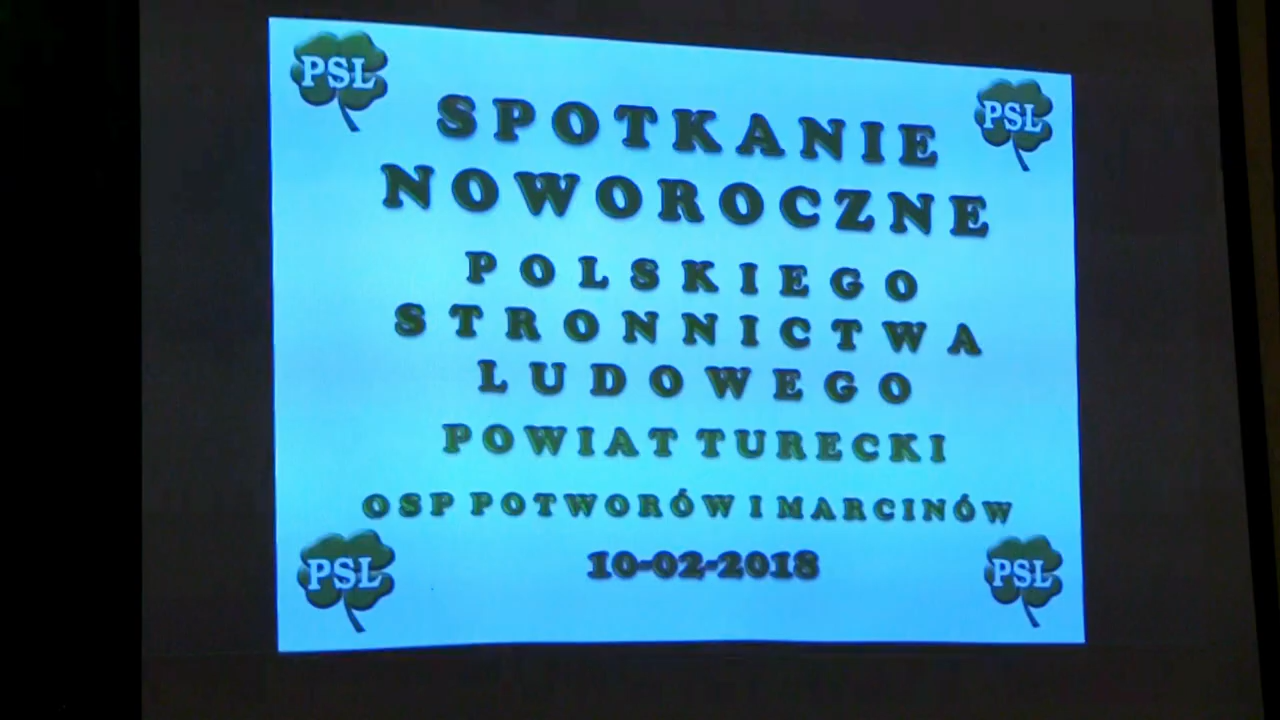 PSL
PSL
SPOTKANIE
NOWOROCZNE
POLSKIEGO
STRONNICTWA
LUDOWEGO
POWIAT TURECKI
OSP POTWORÓW I MARCINÓW
10-02-2018
PSL
PSL